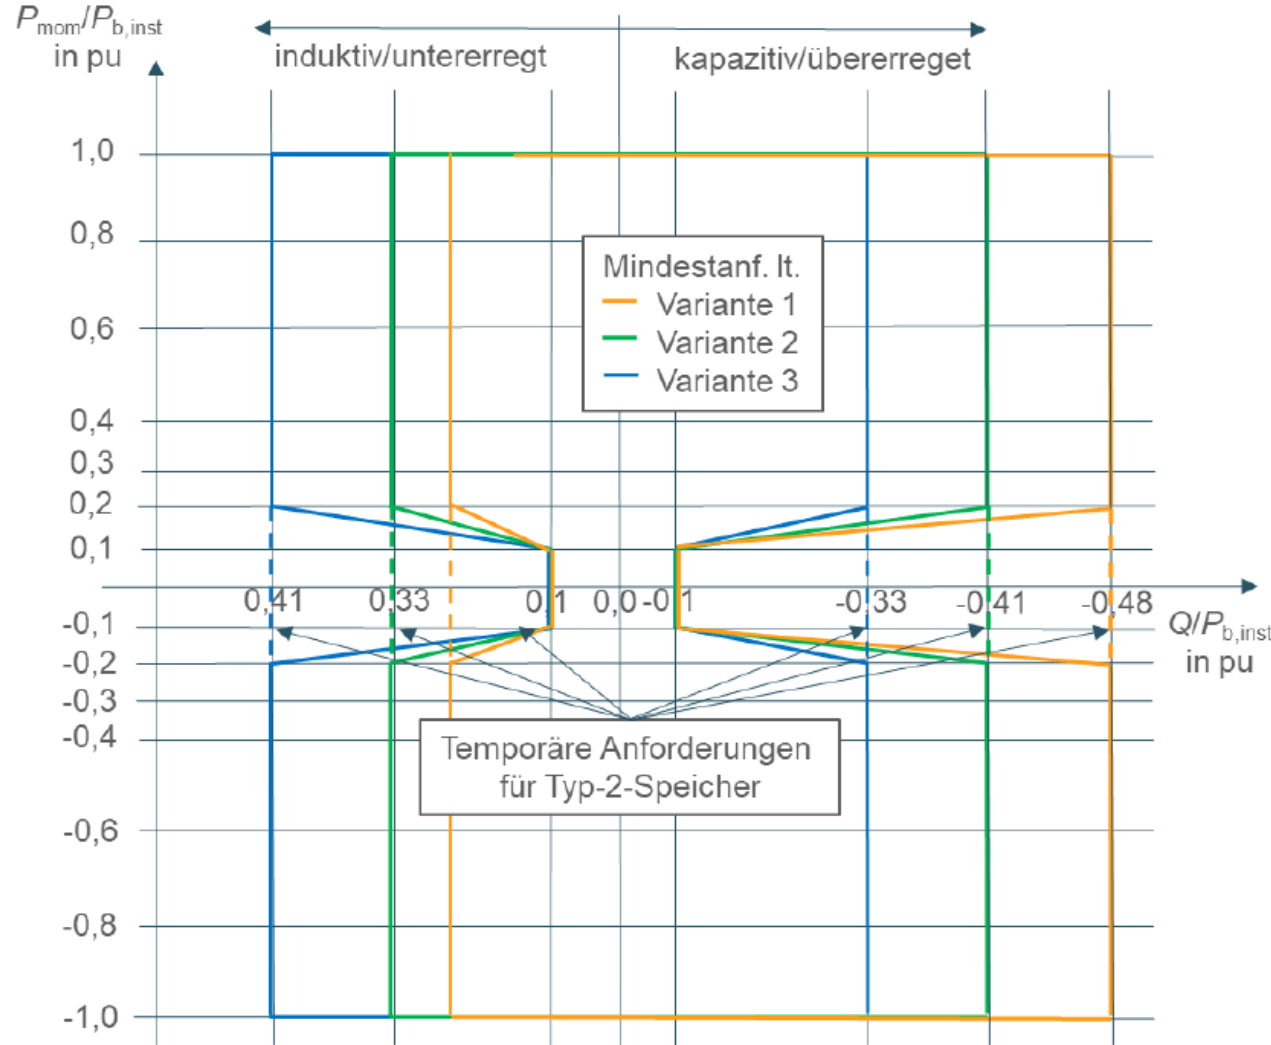 Pmom/Pb,inst
in pu
induktiv/untererregt
kapazitiv/übererreget
1,0
0,8
0,6
0,4
0,3
0,2
0,1
Mindestanf. lt.
Variante 1
Variante 2
Variante 3
0,41 0,33 0,1 0,0 -0,1 -0,33 -0,41 -0,48
Q/Pb,inst
in pu
-0,1
-0,2
-0,3
-0,4
-0,6
-0,8
-1,0
Temporäre Anforderungen
für Typ-2-Speicher